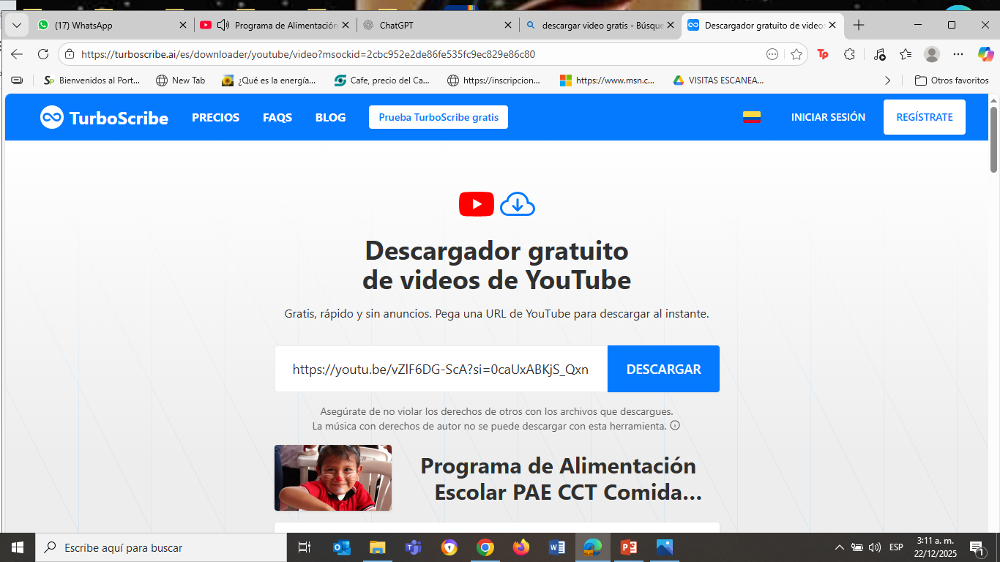 (17) WhatsApp
Programa de Alimentación
ChatGPT
descargar video gratis - Búsque
Descargador gratuito de videos
https://turboscribe.ai/es/downloader/youtube/video?msockid=2cbc952e2de86fe535fc9ec829e86c80
Tp
Sp Bienvenidos al Port...
New Tab
¿Qué es la energía...
Cafe, precio del Ca...
https://inscripcion...
https://www.msn.c...
VISITAS ESCANEA...
Otros favoritos
TurboScribe
PRECIOS
FAQS
BLOG
Prueba TurboScribe gratis
INICIAR SESIÓN
REGÍSTRATE
Descargador gratuito
de videos de YouTube
Gratis, rápido y sin anuncios. Pega una URL de YouTube para descargar al instante.
https://youtu.be/vZlF6DG-ScA?si=0caUxABKjS_Qxn
DESCARGAR
Asegúrate de no violar los derechos de otros con los archivos que descargues.
La música con derechos de autor no se puede descargar con esta herramienta.
Programa de Alimentación
Escolar PAE CCT Comida...
Escribe aquí para buscar
ESP
3:11 a. m.
22/12/2025
1